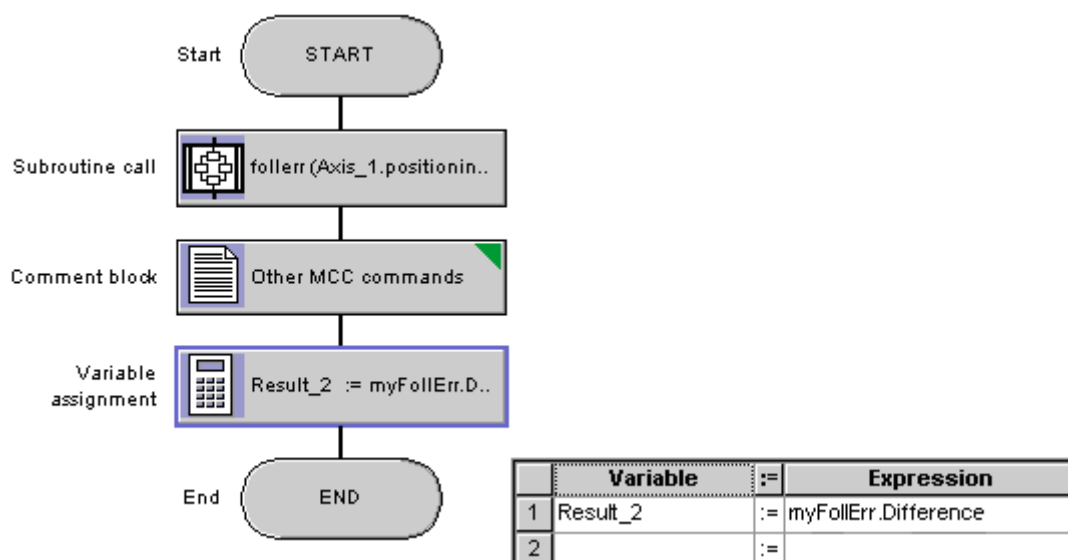 Start START
Subroutine call follerr (Axis_1.positionin..
Comment block Other MCC commands
Variable assignment Result_2 := myFollErr.D..
End END
Variable := Expression
1 Result_2 := myFollErr.Difference
2 :=